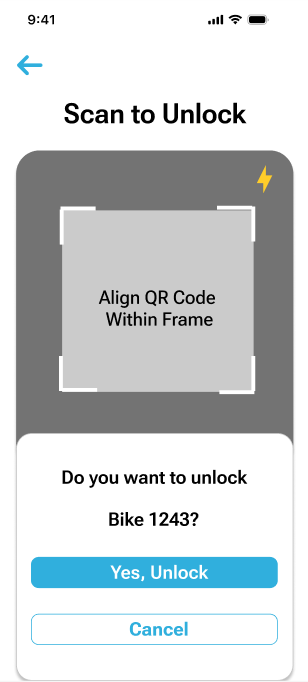 9:41
Scan to Unlock
Align QR Code
Within Frame
Do you want to unlock
Bike 1243?
Yes, Unlock
Cancel